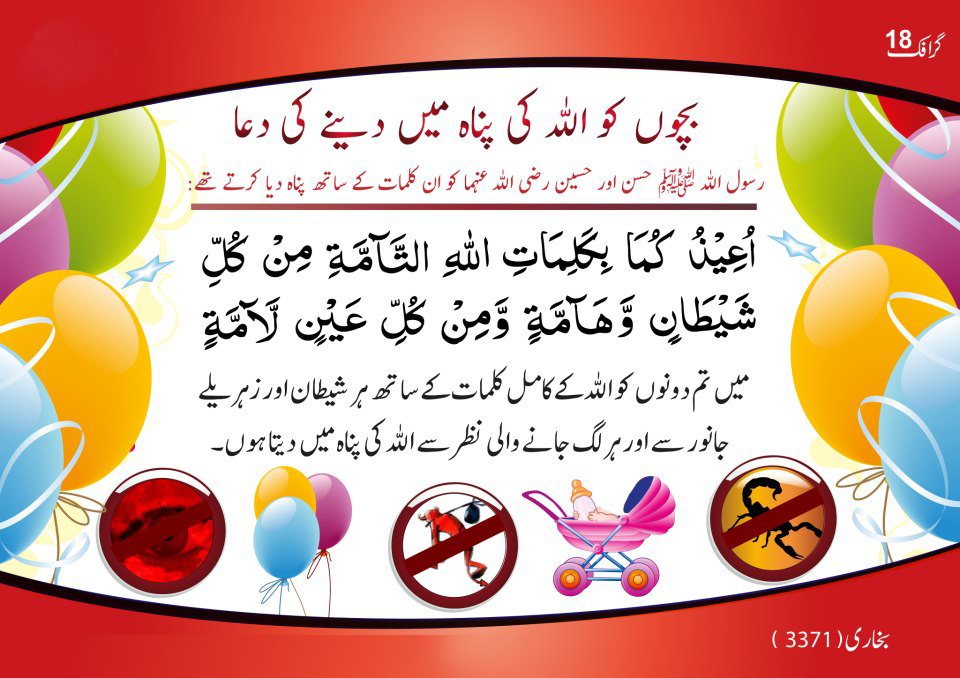 گرافک 18
بچوں کو اللہ کی پناہ میں دینے کی دعا
رسول اللہ ﷺ حسن اور حسین رضی اللہ عنہما کو ان کلمات کے ساتھ پناہ دیا کرتے تھے:
اُعِيْذُ كُمَا بِكَلِمَاتِ اللهِ التَّآمَّةِ مِنْ كُلِّ
شَيْطَانٍ وَّهَآمَّةٍ وَّمِنْ كُلِّ عَيْنٍ لَّآمَّةٍ
میں تم دونوں کو اللہ کے کامل کلمات کے ساتھ ہر شیطان اور زہریلے
جانور سے اور ہر لگ جانے والی نظر سے اللہ کی پناہ میں دیتا ہوں۔
بخاری ( 3371 )